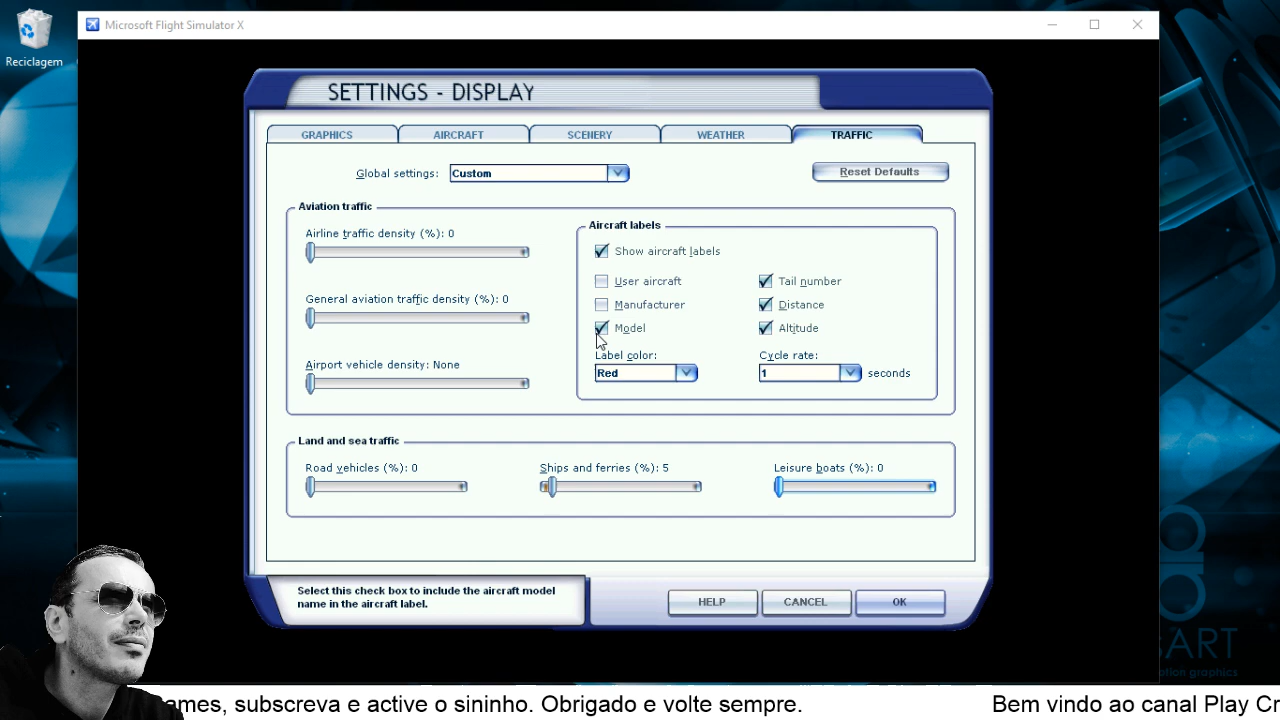 Reciclagem
Microsoft Flight Simulator X
SETTINGS - DISPLAY
GRAPHICS
AIRCRAFT
SCENERY
WEATHER
TRAFFIC
Global settings:
Custom
Reset Defaults
Aviation traffic
Airline traffic density (%): 0
General aviation traffic density (%): 0
Airport vehicle density: None
Aircraft labels
Show aircraft labels
User aircraft
Tail number
Manufacturer
Distance
Model
Altitude
Label color:
Cycle rate:
Red
1
seconds
Land and sea traffic
Road vehicles (%): 0
Ships and ferries (%): 5
Leisure boats (%): 0
Select this check box to include the aircraft model
name in the aircraft label.
HELP
CANCEL
OK
ames, subscreva e active o sininho. Obrigado e volte sempre.
Bem vindo ao canal Play Cr